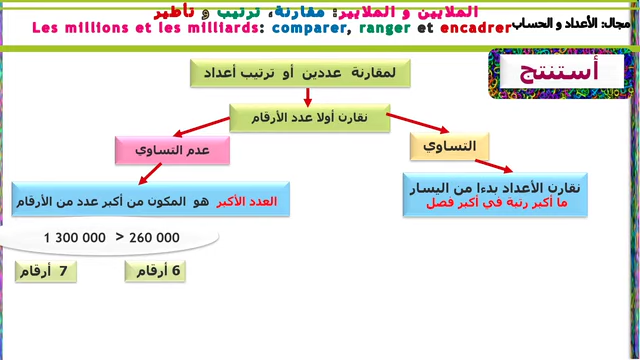 الملايين و الملايير: مقارنة، ترتيب و تأطير
مجال: الأعداد و الحساب
Les millions et les milliards: comparer, ranger et encadrer
أستنتج
لمقارنة عددين أو ترتيب أعداد
نقارن أولا عدد الأرقام
التساوي
عدم التساوي
نقارن الأعداد بدءا من اليسار
ما أكبر رتبة في أكبر فصل
العدد الأكبر هو المكون من أكبر عدد من الأرقام
1 300 000 > 260 000
6 أرقام
7 أرقام